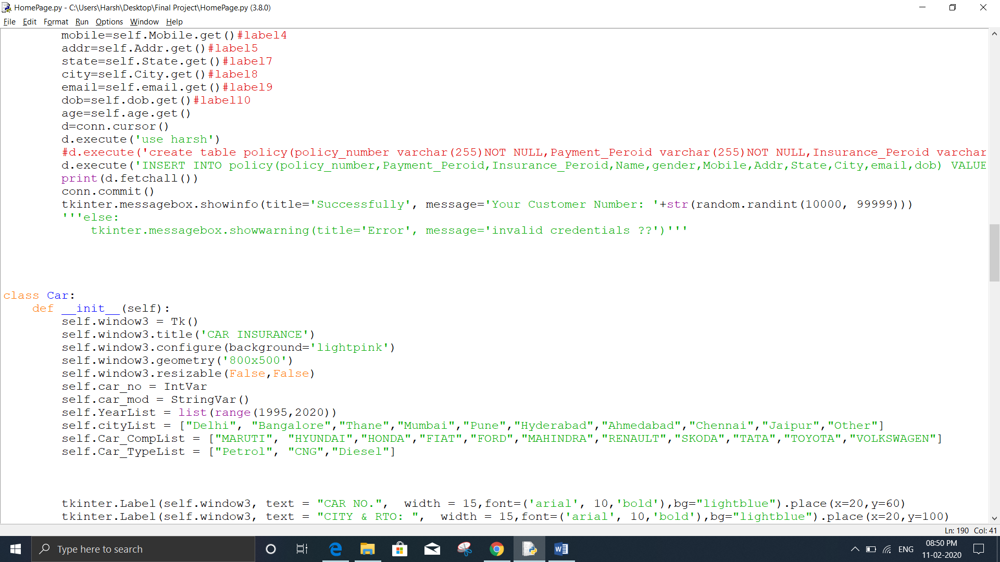 HomePage.py - C:\Users\Harsh\Desktop\Final Project\HomePage.py (3.8.0)
File Edit Format Run Options Window Help
mobile=self.Mobile.get()#label4
addr=self.Addr.get()#label5
state=self.State.get()#label7
city=self.City.get()#label8
email=self.email.get()#label9
dob=self.dob.get()#label10
age=self.age.get()
d=conn.cursor()
d.execute('use harsh')
#d.execute('create table policy(policy_number varchar(255)NOT NULL,Payment_Peroid varchar(255)NOT NULL,Insurance_Peroid varchar
d.execute('INSERT INTO policy(policy_number,Payment_Peroid,Insurance_Peroid,Name,gender,Mobile,Addr,State,City,email,dob) VALUE
print(d.fetchall())
conn.commit()
tkinter.messagebox.showinfo(title='Successfully', message='Your Customer Number: '+str(random.randint(10000, 99999)))
'''else:
tkinter.messagebox.showwarning(title='Error', message='invalid credentials ??')'''
class Car:
def __init__(self):
self.window3 = Tk()
self.window3.title('CAR INSURANCE')
self.window3.configure(background='lightpink')
self.window3.geometry('800x500')
self.window3.resizable(False,False)
self.car_no = IntVar
self.car_mod = StringVar()
self.YearList = list(range(1995,2020))
self.cityList = ["Delhi", "Bangalore","Thane","Mumbai","Pune","Hyderabad","Ahmedabad","Chennai","Jaipur","Other"]
self.Car_CompList = ["MARUTI", "HYUNDAI","HONDA","FIAT","FORD","MAHINDRA","RENAULT","SKODA","TATA","TOYOTA","VOLKSWAGEN"]
self.Car_TypeList = ["Petrol", "CNG","Diesel"]
tkinter.Label(self.window3, text = "CAR NO.",  width = 15,font=('arial', 10,'bold'),bg="lightblue").place(x=20,y=60)
tkinter.Label(self.window3, text = "CITY & RTO: ",  width = 15,font=('arial', 10,'bold'),bg="lightblue").place(x=20,y=100)
Ln: 190 Col: 41
Type here to search
ENG
08:50 PM
11-02-2020